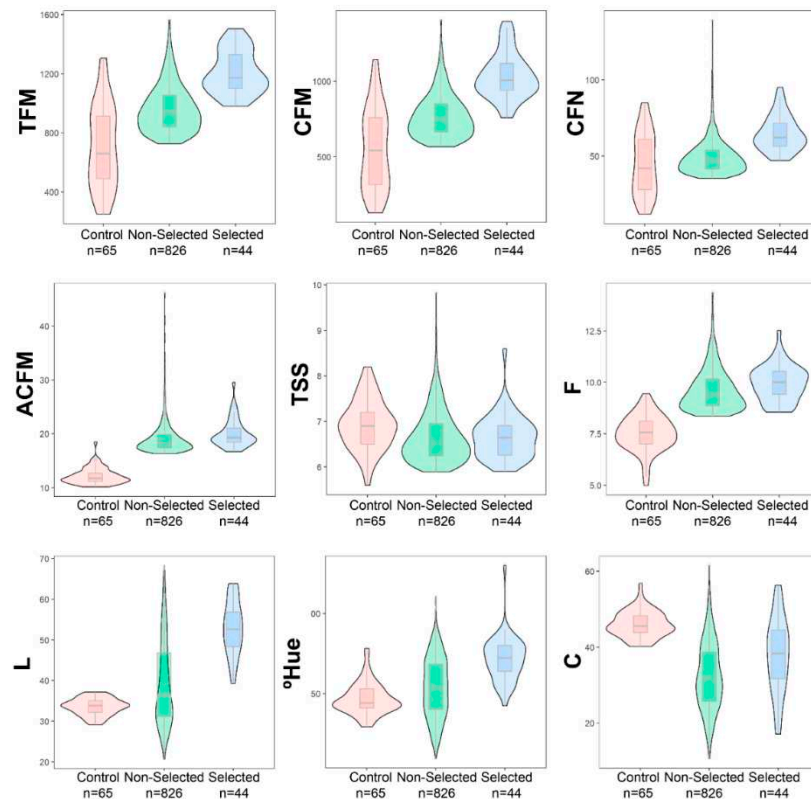 TFM
1600
1200
800
400
Control Non-Selected Selected
n=65 n=826 n=44
CFM
1000
500
Control Non-Selected Selected
n=65 n=826 n=44
CFN
100
50
Control Non-Selected Selected
n=65 n=826 n=44
ACFM
40
30
20
10
Control Non-Selected Selected
n=65 n=826 n=44
TSS
10
9
8
7
6
Control Non-Selected Selected
n=65 n=826 n=44
F
12.5
10.0
7.5
5.0
Control Non-Selected Selected
n=65 n=826 n=44
L
70
60
50
40
30
20
Control Non-Selected Selected
n=65 n=826 n=44
ºHue
00
50
Control Non-Selected Selected
n=65 n=826 n=44
C
60
40
20
Control Non-Selected Selected
n=65 n=826 n=44